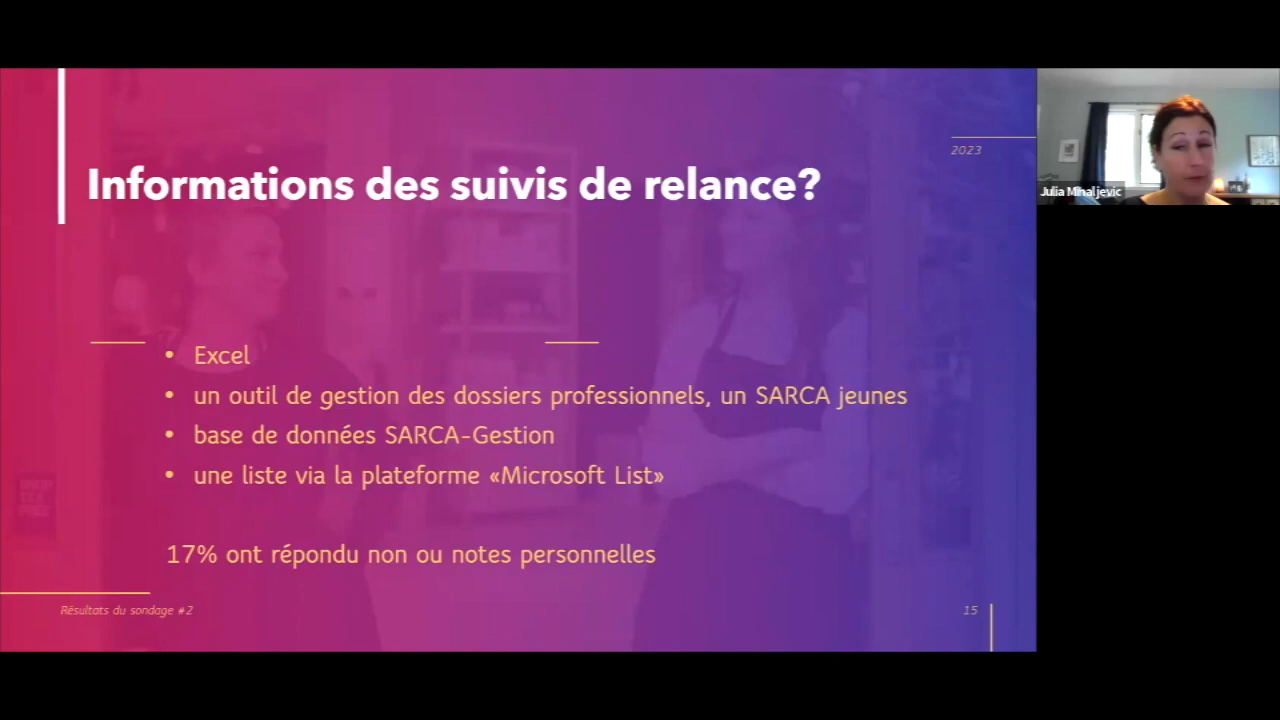 2023
Informations des suivis de relance?
Julia Mihaljevic
• Excel
• un outil de gestion des dossiers professionnels, un SARCA jeunes
• base de données SARCA-Gestion
• une liste via la plateforme «Microsoft List»
17% ont répondu non ou notes personnelles
Résultats du sondage #2
15